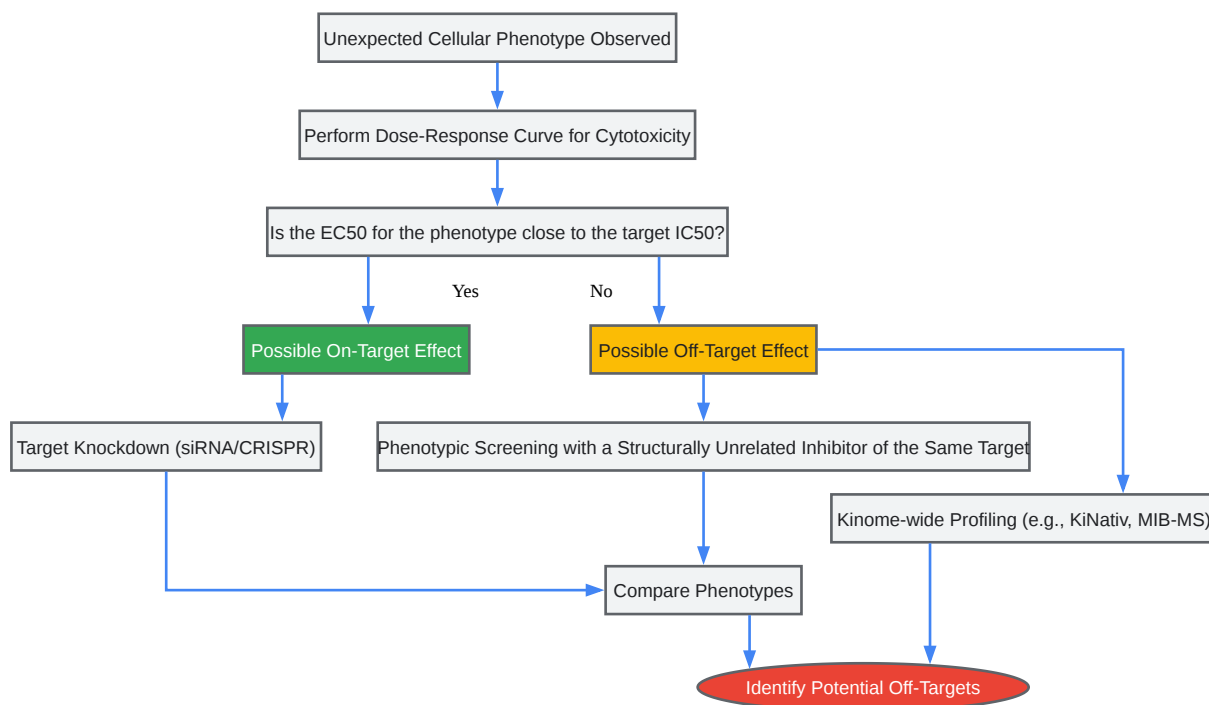 Unexpected Cellular Phenotype Observed
Perform Dose-Response Curve for Cytotoxicity
Is the EC50 for the phenotype close to the target IC50?
Yes
No
Possible On-Target Effect
Possible Off-Target Effect
Target Knockdown (siRNA/CRISPR)
Phenotypic Screening with a Structurally Unrelated Inhibitor of the Same Target
Kinome-wide Profiling (e.g., KiNativ, MIB-MS)
Compare Phenotypes
Identify Potential Off-Targets